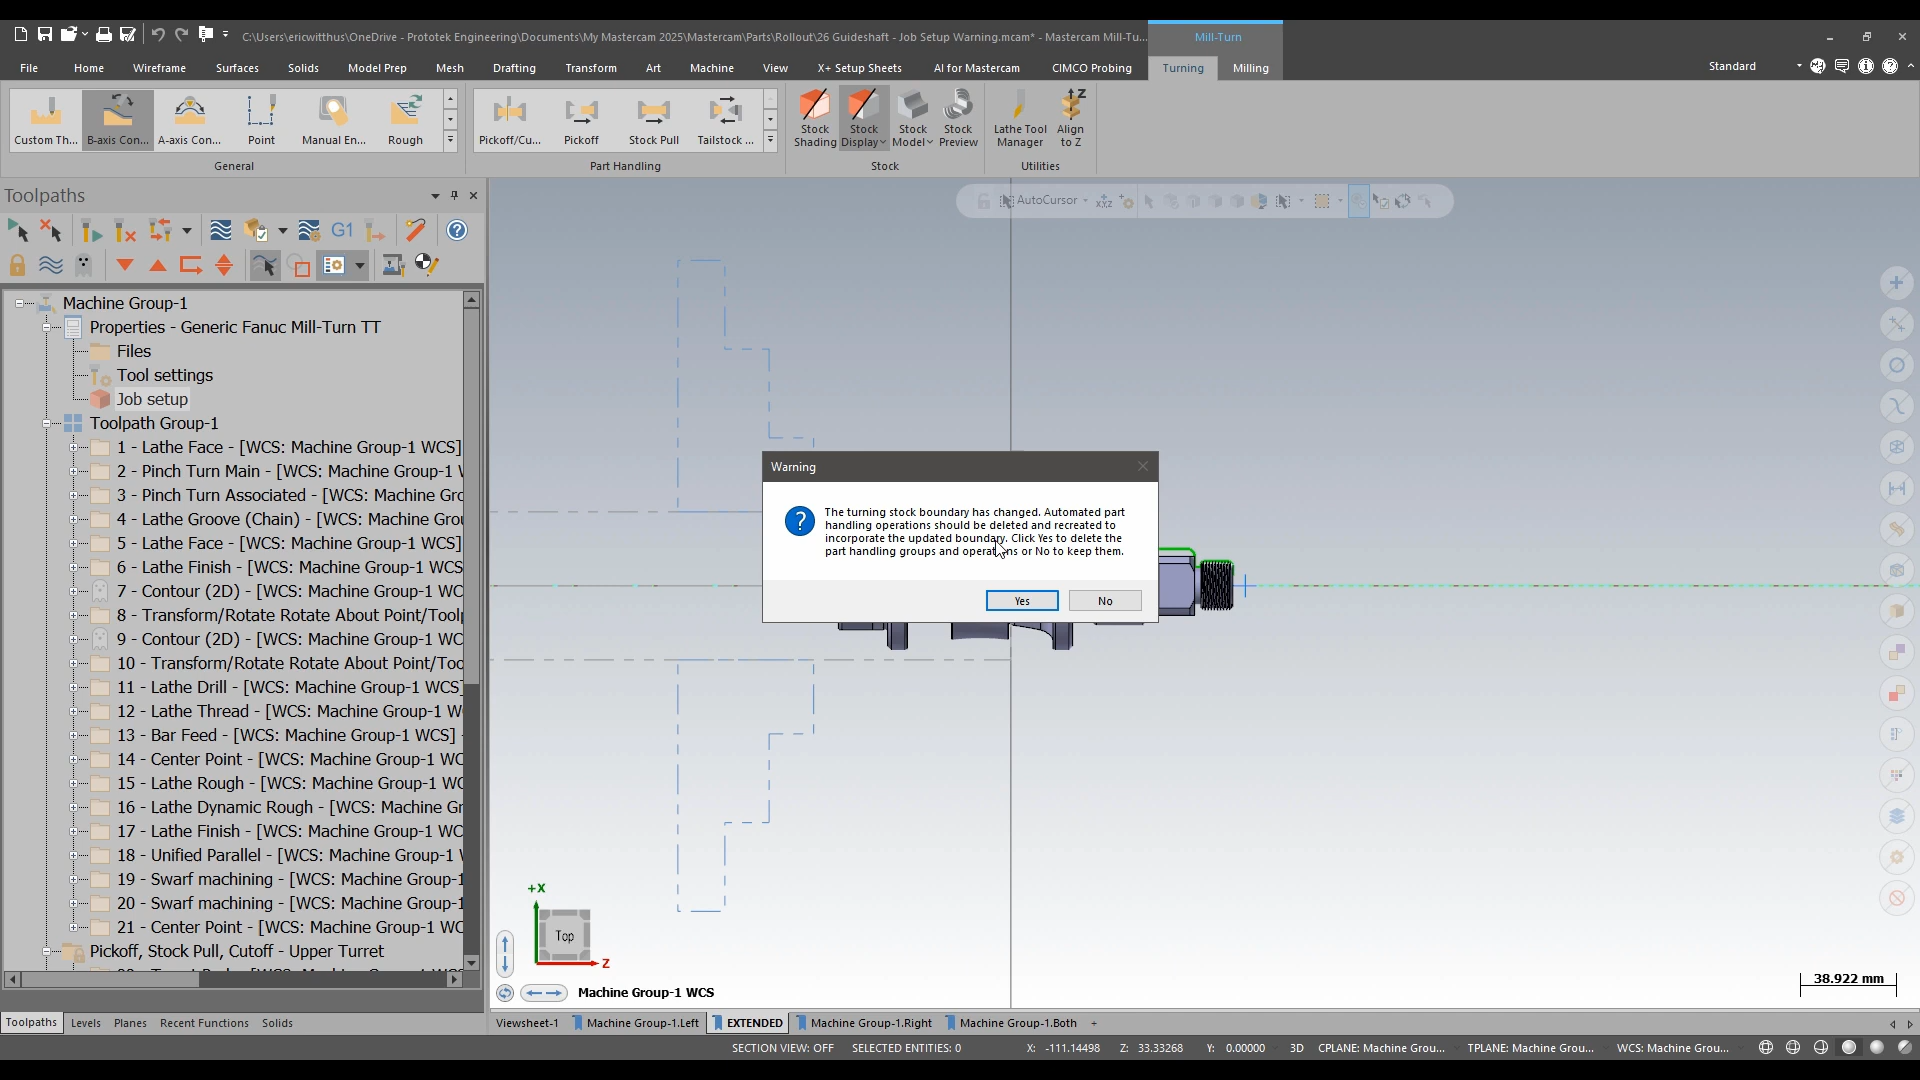 C:\Users\ericwitthus\OneDrive - Prototek Engineering\Documents\My Mastercam 2025\Mastercam\Parts\Rollout\26 Guideshaft - Job Setup Warning.mcam* - Mastercam Mill-Tu...
Mill-Turn
File Home Wireframe Surfaces Solids Model Prep Mesh Drafting Transform Art Machine View X+ Setup Sheets AI for Mastercam CIMCO Probing Turning Milling
Standard
Custom Th... B-axis Con... A-axis Con... Point Manual En... Rough
General
Pickoff/Cu... Pickoff Stock Pull Tailstock ...
Part Handling
Stock Shading
Stock Display
Stock Model
Stock Preview
Stock
Lathe Tool Manager
Align to Z
Utilities
Toolpaths
G1
AutoCursor
Machine Group-1
Properties - Generic Fanuc Mill-Turn TT
Files
Tool settings
Job setup
Toolpath Group-1
1 - Lathe Face - [WCS: Machine Group-1 WCS]
2 - Pinch Turn Main - [WCS: Machine Group-1
3 - Pinch Turn Associated - [WCS: Machine Gro
4 - Lathe Groove (Chain) - [WCS: Machine Grou
5 - Lathe Face - [WCS: Machine Group-1 WCS]
6 - Lathe Finish - [WCS: Machine Group-1 WCS
7 - Contour (2D) - [WCS: Machine Group-1 WC
8 - Transform/Rotate Rotate About Point/Toolp
9 - Contour (2D) - [WCS: Machine Group-1 WC
10 - Transform/Rotate Rotate About Point/Too
11 - Lathe Drill - [WCS: Machine Group-1 WCS]
12 - Lathe Thread - [WCS: Machine Group-1 W
13 - Bar Feed - [WCS: Machine Group-1 WCS] -
14 - Center Point - [WCS: Machine Group-1 WC
15 - Lathe Rough - [WCS: Machine Group-1 WC
16 - Lathe Dynamic Rough - [WCS: Machine Gr
17 - Lathe Finish - [WCS: Machine Group-1 WC
18 - Unified Parallel - [WCS: Machine Group-1
19 - Swarf machining - [WCS: Machine Group-1
20 - Swarf machining - [WCS: Machine Group-1
21 - Center Point - [WCS: Machine Group-1 WC
Pickoff, Stock Pull, Cutoff - Upper Turret
Warning
The turning stock boundary has changed. Automated part
handling operations should be deleted and recreated to
incorporate the updated boundary. Click Yes to delete the
part handling groups and operations or No to keep them.
Yes No
+X
Top
Z
Machine Group-1 WCS
38.922 mm
Toolpaths Levels Planes Recent Functions Solids
Viewsheet-1 Machine Group-1.Left EXTENDED Machine Group-1.Right Machine Group-1.Both +
SECTION VIEW: OFF SELECTED ENTITIES: 0 X: -111.14498 Z: 33.33268 Y: 0.00000 3D CPLANE: Machine Grou... TPLANE: Machine Grou... WCS: Machine Grou...